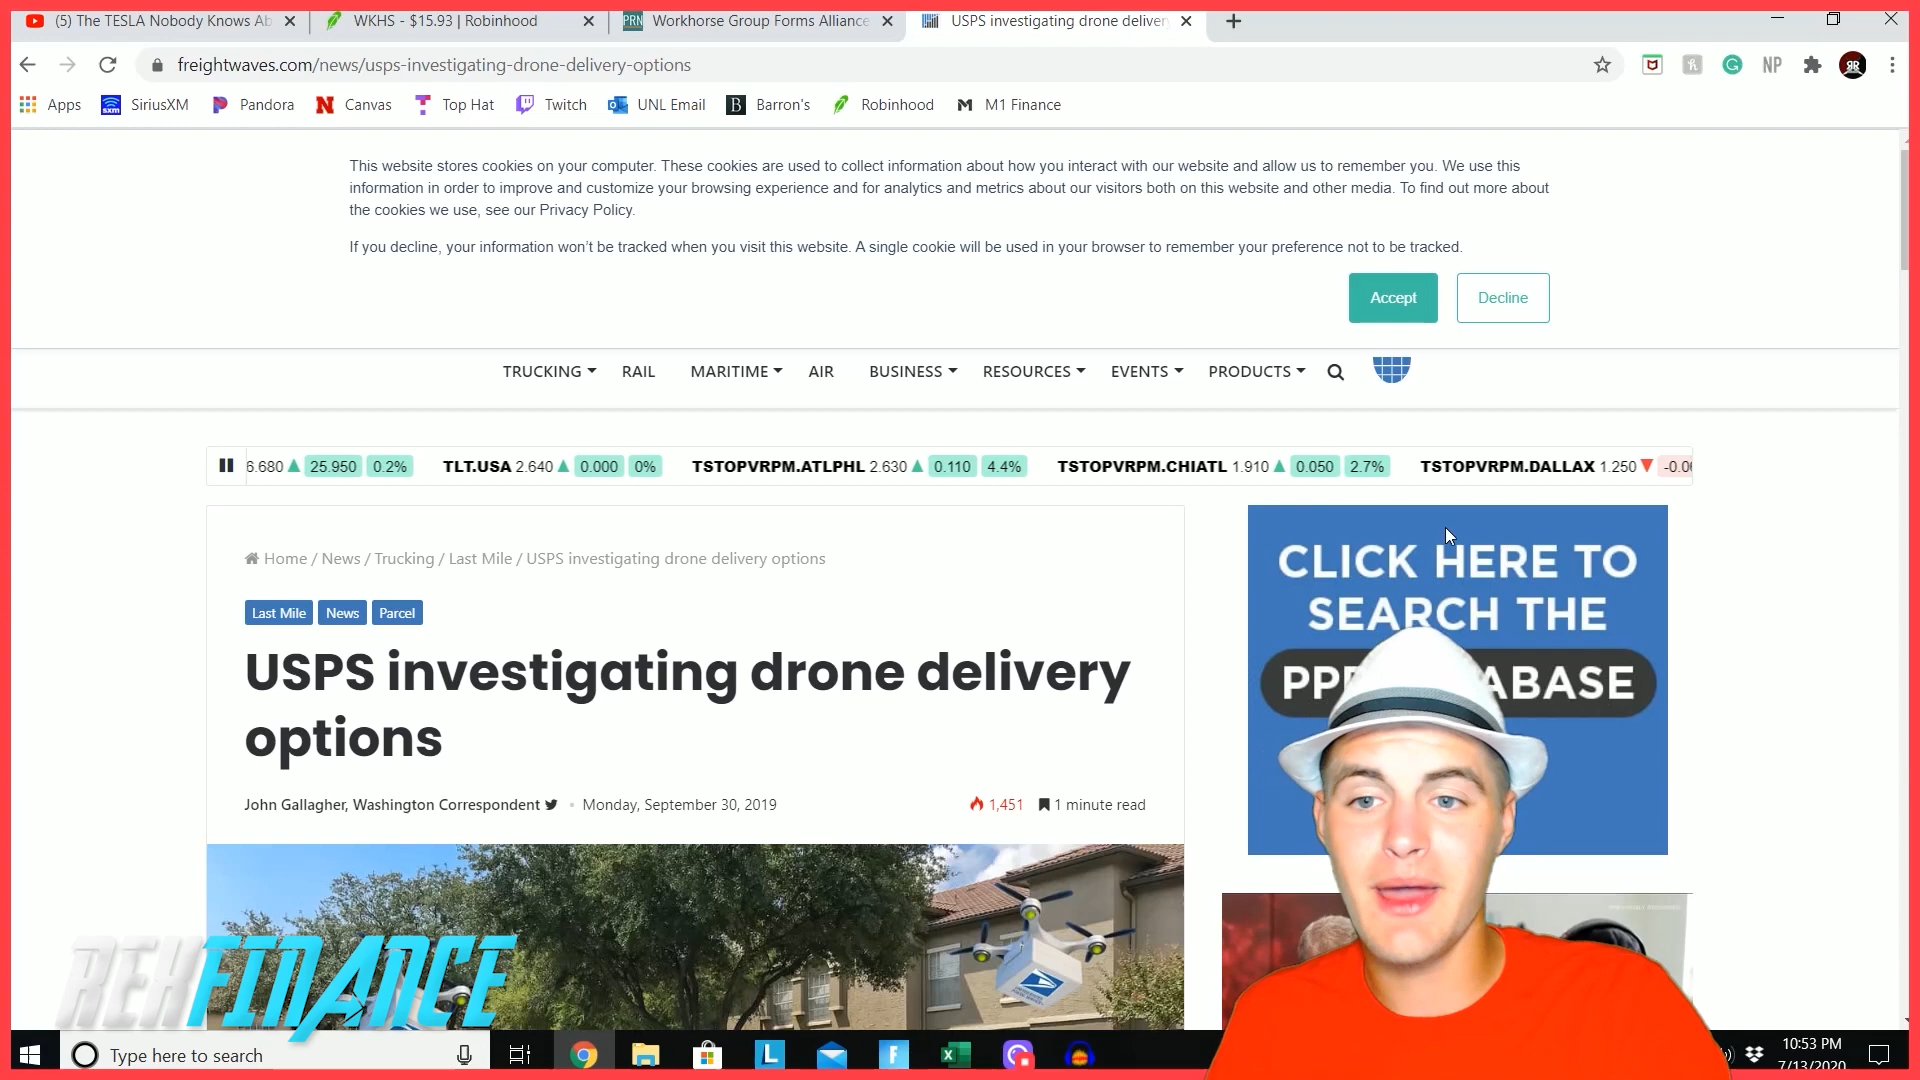 (5) The TESLA Nobody Knows Ab
WKHS - $15.93 | Robinhood
PRN Workhorse Group Forms Alliance
USPS investigating drone delivery
freightwaves.com/news/usps-investigating-drone-delivery-options
NP
Apps SiriusXM Pandora Canvas Top Hat Twitch UNL Email Barron's Robinhood M1 Finance
This website stores cookies on your computer. These cookies are used to collect information about how you interact with our website and allow us to remember you. We use this
information in order to improve and customize your browsing experience and for analytics and metrics about our visitors both on this website and other media. To find out more about
the cookies we use, see our Privacy Policy.
If you decline, your information won't be tracked when you visit this website. A single cookie will be used in your browser to remember your preference not to be tracked.
Accept Decline
TRUCKING RAIL MARITIME AIR BUSINESS RESOURCES EVENTS PRODUCTS
6.680 25.950 0.2% TLT.USA 2.640 0.000 0% TSTOPVRPM.ATLPHL 2.630 0.110 4.4% TSTOPVRPM.CHIATL 1.910 0.050 2.7% TSTOPVRPM.DALLAX 1.250
Home / News / Trucking / Last Mile / USPS investigating drone delivery options
Last Mile News Parcel
USPS investigating drone delivery
options
John Gallagher, Washington Correspondent • Monday, September 30, 2019 1,451 1 minute read
CLICK HERE TO
SEARCH THE
PP ABASE
REXFINANCE
Type here to search
10:53 PM
7/13/2020